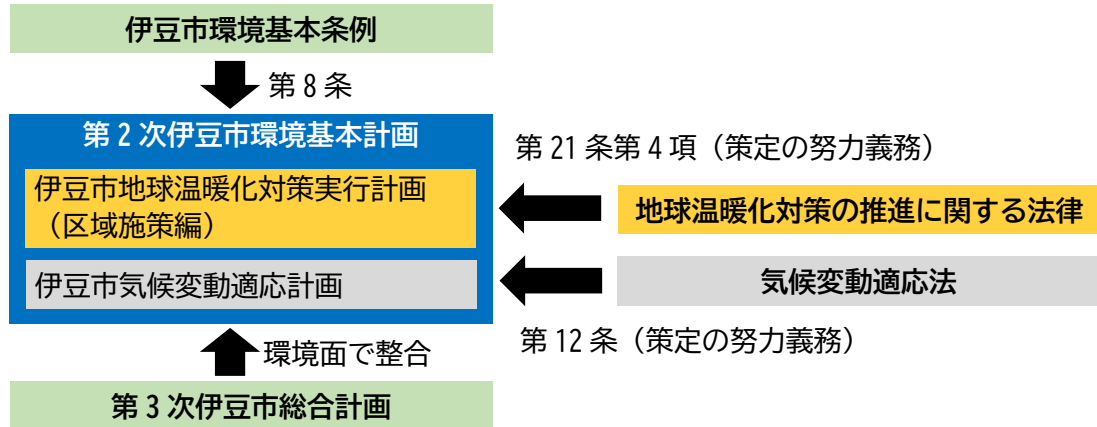 伊豆市環境基本条例
第8条
第2次伊豆市環境基本計画
伊豆市地球温暖化対策実行計画
（区域施策編）
伊豆市気候変動適応計画
第21条第4項（策定の努力義務）
地球温暖化対策の推進に関する法律
気候変動適応法
第12条（策定の努力義務）
環境面で整合
第3次伊豆市総合計画